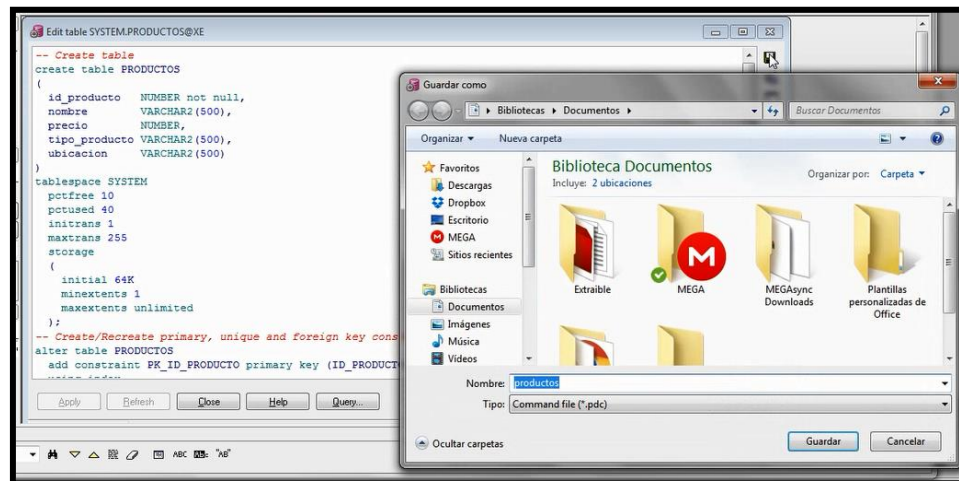 Edit table SYSTEM.PRODUCTOS@XE
-- Create table
create table PRODUCTOS
(
id_producto NUMBER not null,
nombre VARCHAR2(500),
precio NUMBER,
tipo_producto VARCHAR2(500),
ubicacion VARCHAR2(500)
)
tablespace SYSTEM
pctfree 10
pctused 40
initrans 1
maxtrans 255
storage
(
initial 64K
minextents 1
maxextents unlimited
);
-- Create/Recreate primary, unique and foreign key cons
alter table PRODUCTOS
add constraint PK_ID_PRODUCTO primary key (ID_PRODUCT
Apply Refresh Close Help Query...
ABC AB: "AB"
Guardar como
Bibliotecas Documentos
Buscar Documentos
Organizar Nueva carpeta
Favoritos
Descargas
Dropbox
Escritorio
MEGA
Sitios recientes
Bibliotecas
Documentos
Imágenes
Música
Vídeos
Biblioteca Documentos
Incluye: 2 ubicaciones
Organizar por: Carpeta
M
Extraible
MEGA
MEGAsync
Downloads
Plantillas
personalizadas de
Office
Nombre: productos
Tipo: Command file (*.pdc)
Ocultar carpetas
Guardar Cancelar